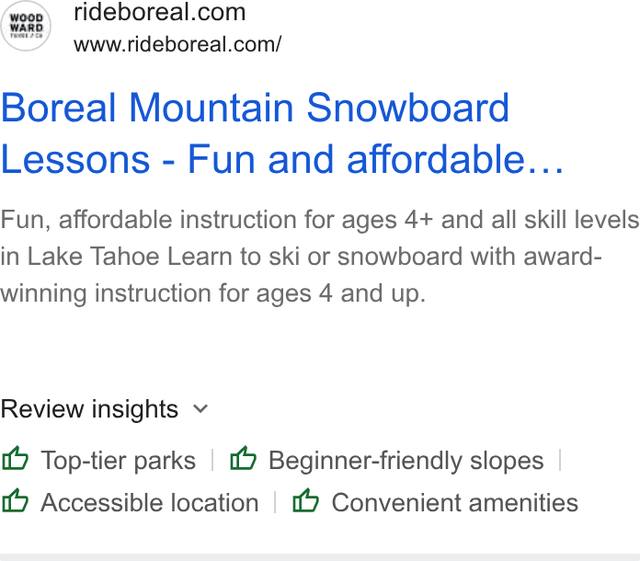 WOOD
WARD
rideboreal.com
www.rideboreal.com/
Boreal Mountain Snowboard
Lessons - Fun and affordable…
Fun, affordable instruction for ages 4+ and all skill levels
in Lake Tahoe Learn to ski or snowboard with award-
winning instruction for ages 4 and up.
Review insights
Top-tier parks | Beginner-friendly slopes |
Accessible location | Convenient amenities